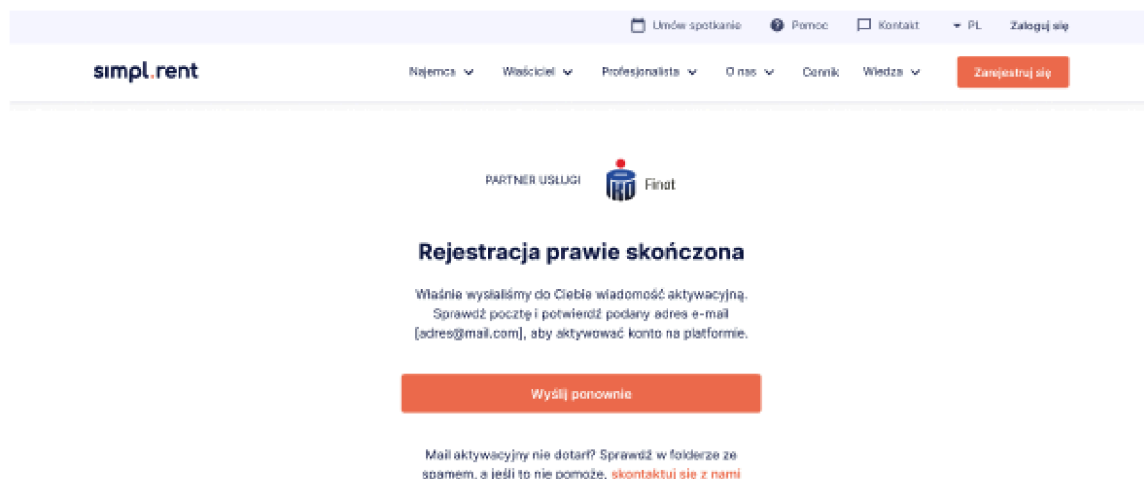 Umów spotkanie Pomoc Kontakt PL Zaloguj się
simpl.rent Najemca Właściciel Profesjonalista O nas Cennik Wiedza Zarejestruj się
PARTNER USŁUGI PKO Finat
Rejestracja prawie skończona
Właśnie wysłaliśmy do Ciebie wiadomość aktywacyjną.
Sprawdź pocztę i potwierdź podany adres e-mail
[adres@mail.com], aby aktywować konto na platformie.
Wyślij ponownie
Mail aktywacyjny nie dotarł? Sprawdź w folderze ze
spamem, a jeśli to nie pomoże, skontaktuj się z nami